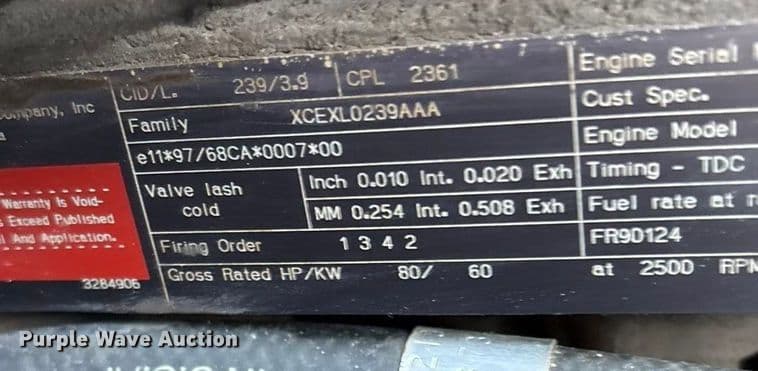 CID/L. 239/3.9 CPL 2361 Engine Serial
Company, Inc Family XCEXL0239AAA Cust Spec.
e11*97/68CA*0007*00 Engine Model
Warranty Is Void- Valve lash Inch 0.010 Int. 0.020 Exh Timing - TDC
s Exceed Published cold MM 0.254 Int. 0.508 Exh Fuel rate at
And Application. Firing Order 1 3 4 2 FR90124
3284906 Gross Rated HP/KW 80/ 60 at 2500 RPM
Purple Wave Auction